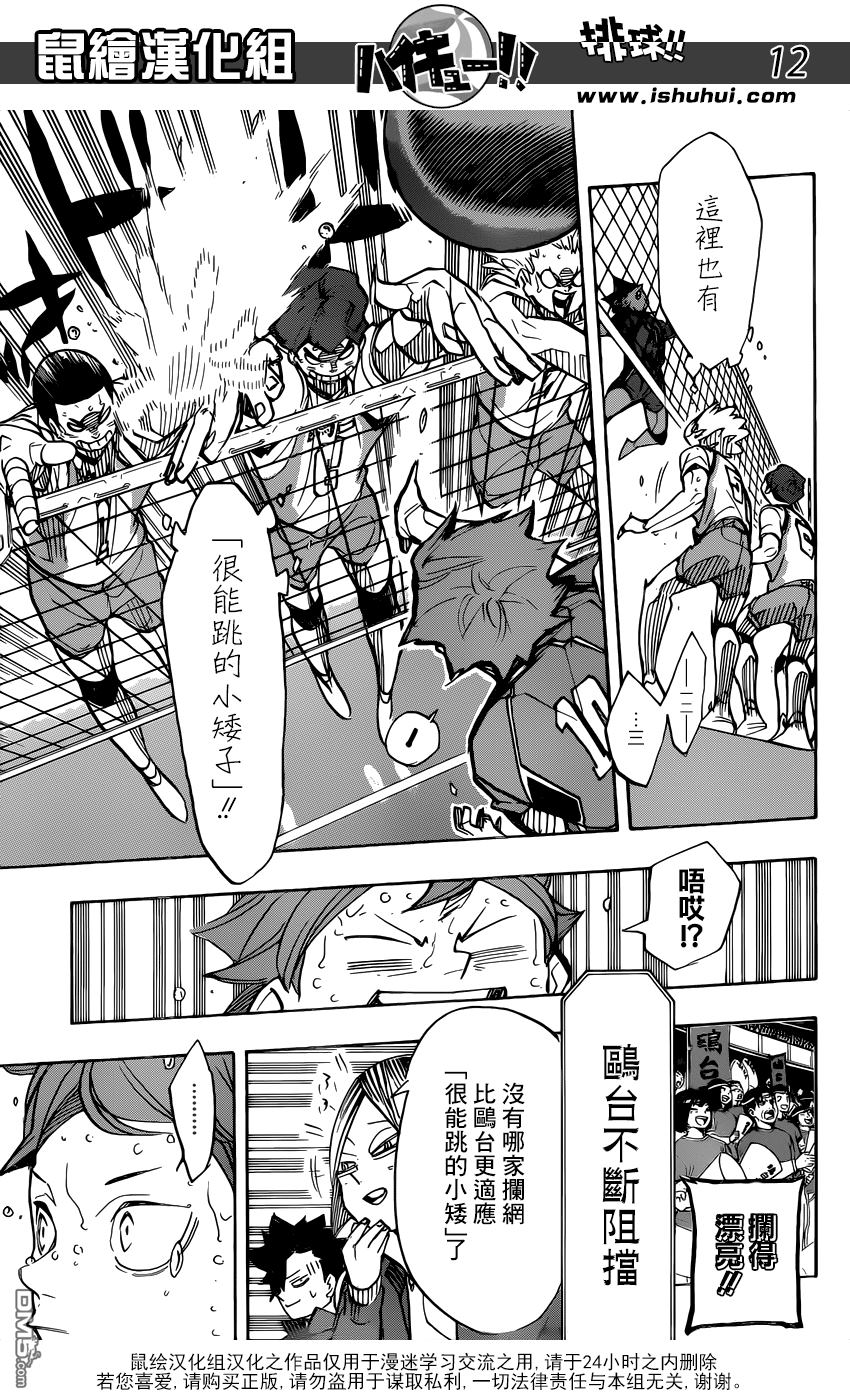 鼠繪漢化組
ハイキュー!!
排球!!
12
www.ishuhui.com
這裡也有
一二
…三
「很能跳的小矮子」!!
10
唔哎!?
鷗台
攔得
漂亮!!
鷗台不斷阻擋
沒有哪家攔網
比鷗台更適應
「很能跳的小矮」了
………
鼠绘汉化组汉化之作品仅用于漫迷学习交流之用, 请于24小时之内删除
若您喜爱, 请购买正版, 请勿盗用于谋取私利, 一切法律责任与本组无关, 谢谢。